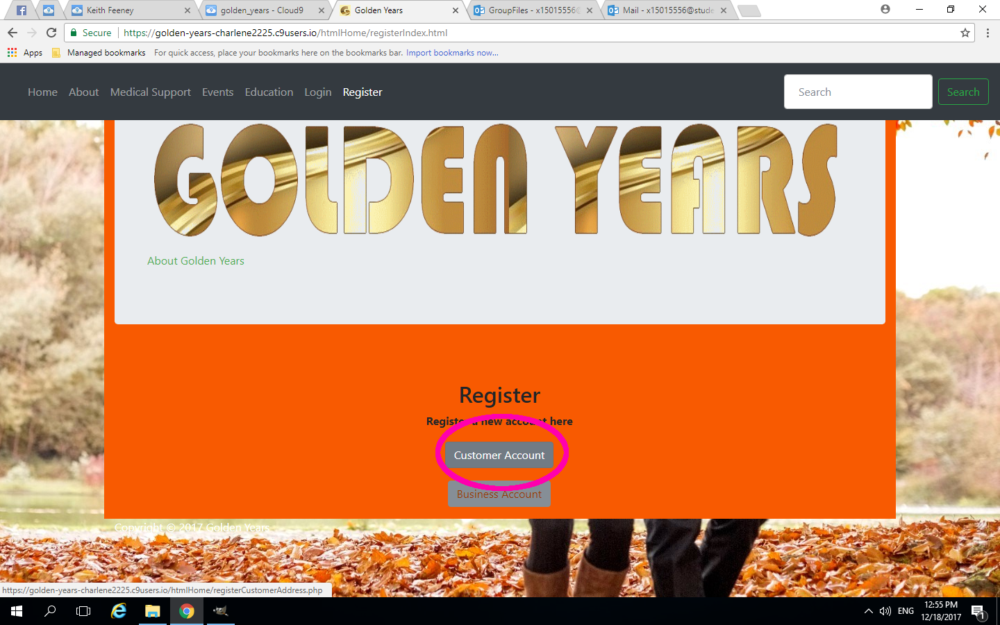 Keith Feeney
golden_years - Cloud9
Golden Years
GroupFiles - x15015556@
Mail - x15015556@stude
Secure
https://golden-years-charlene2225.c9users.io/htmlHome/registerIndex.html
Apps
Managed bookmarks
For quick access, place your bookmarks here on the bookmarks bar. Import bookmarks now...
Home About Medical Support Events Education Login Register
Search
Search
GOLDEN YEARS
About Golden Years
Register
Register a new account here
Customer Account
Business Account
Copyright © 2017 Golden Years
https://golden-years-charlene2225.c9users.io/htmlHome/registerCustomerAddress.php
ENG
12:55 PM
12/18/2017
1